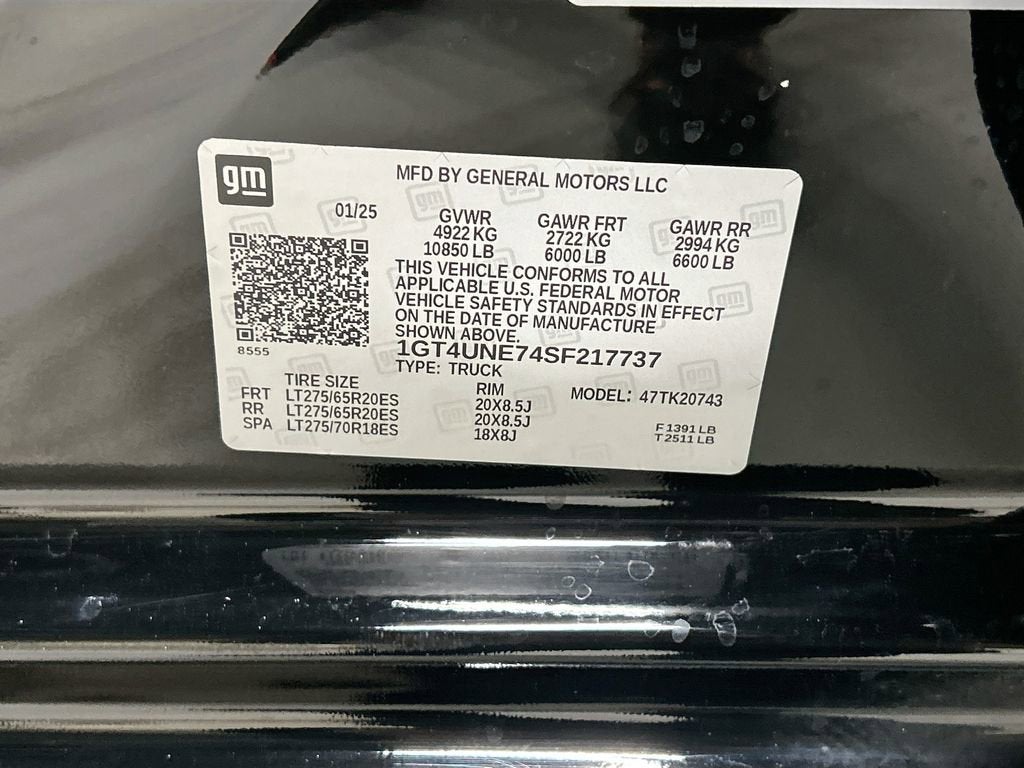 gm
MFD BY GENERAL MOTORS LLC
01/25
GVWR GAWR FRT GAWR RR
4922 KG 2722 KG 2994 KG
10850 LB 6000 LB 6600 LB
THIS VEHICLE CONFORMS TO ALL
APPLICABLE U.S. FEDERAL MOTOR
VEHICLE SAFETY STANDARDS IN EFFECT
ON THE DATE OF MANUFACTURE
SHOWN ABOVE.
8555
1GT4UNE74SF217737
TYPE: TRUCK
TIRE SIZE RIM MODEL: 47TK20743
FRT LT275/65R20ES 20X8.5J
RR LT275/65R20ES 20X8.5J
SPA LT275/70R18ES 18X8J
F 1391 LB
T 2511 LB